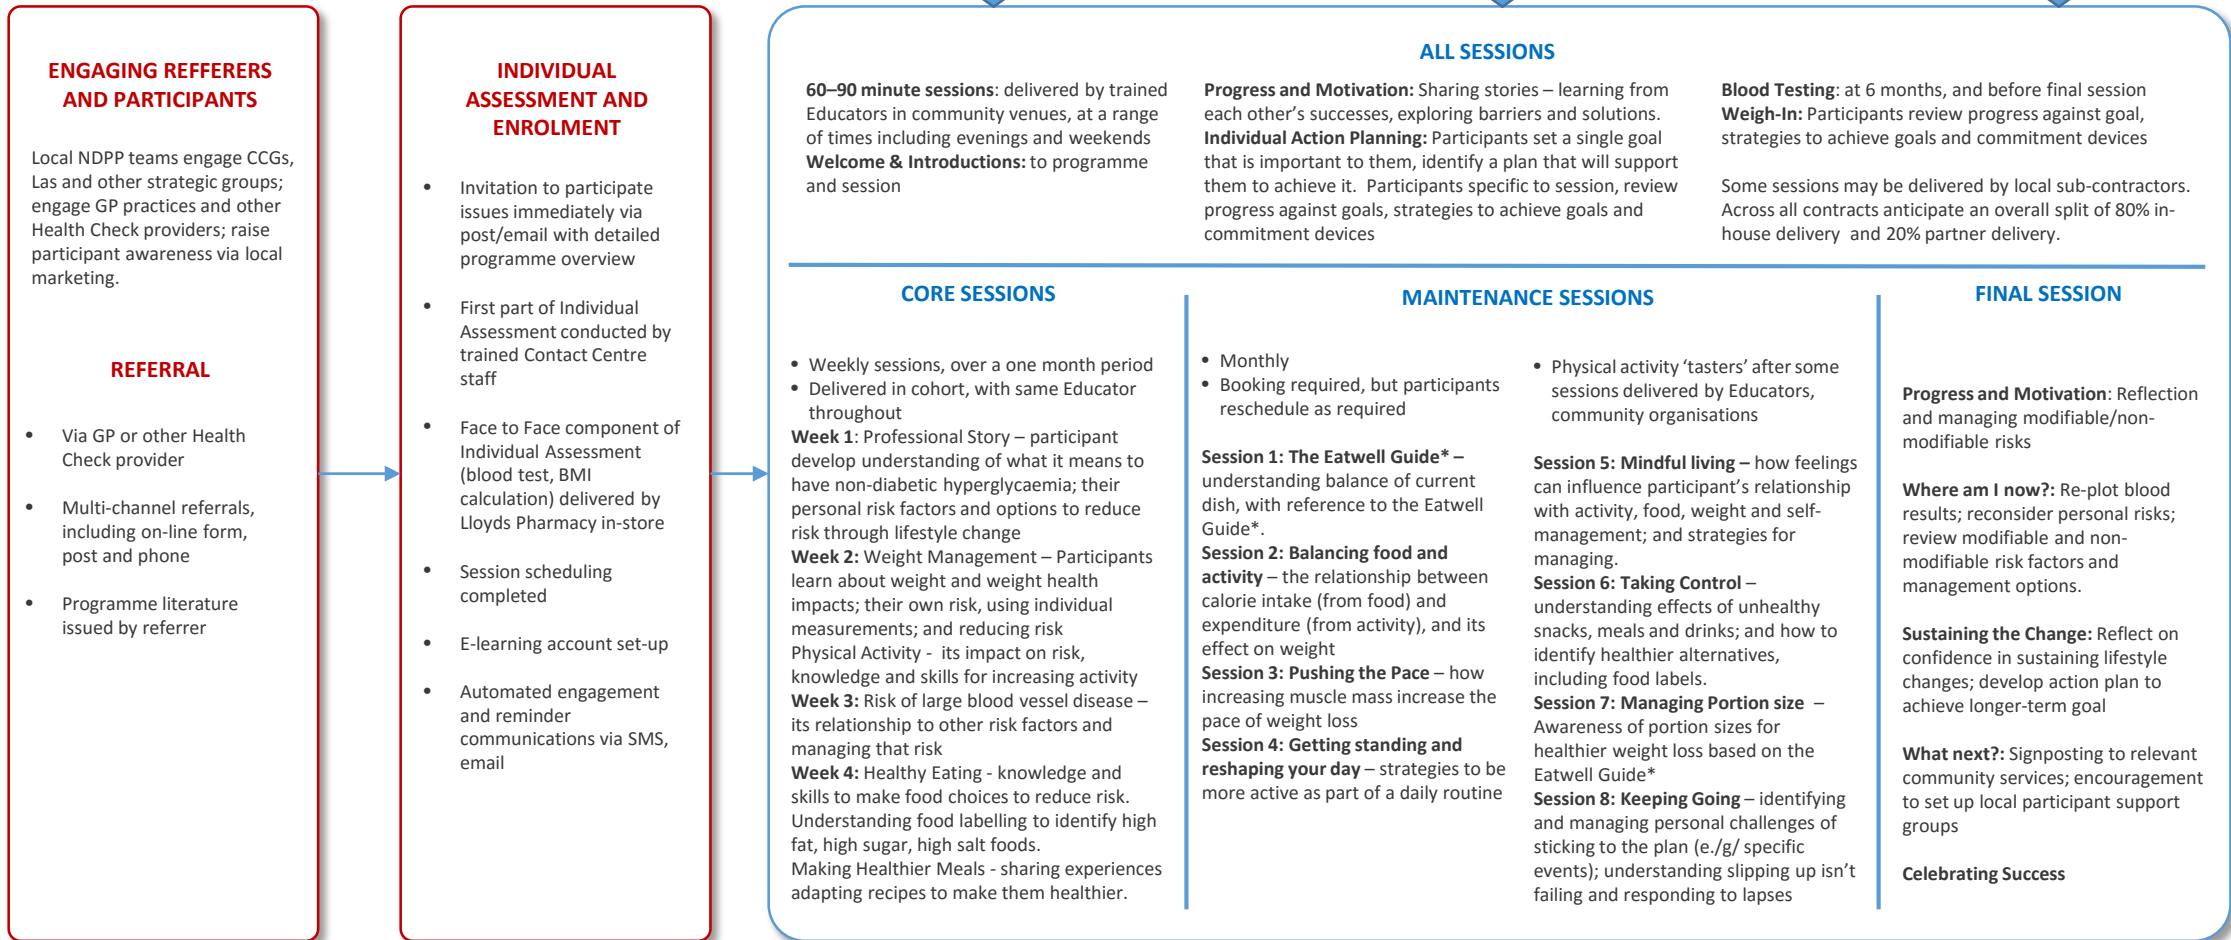 ENGAGING REFFERERS
AND PARTICIPANTS
Local NDPP teams engage CCGs,
Las and other strategic groups;
engage GP practices and other
Health Check providers; raise
participant awareness via local
marketing.
REFERRAL
• Via GP or other Health
Check provider
• Multi-channel referrals,
including on-line form,
post and phone
• Programme literature
issued by referrer
INDIVIDUAL
ASSESSMENT AND
ENROLMENT
• Invitation to participate
issues immediately via
post/email with detailed
programme overview
• First part of Individual
Assessment conducted by
trained Contact Centre
staff
• Face to Face component of
Individual Assessment
(blood test, BMI
calculation) delivered by
Lloyds Pharmacy in-store
• Session scheduling
completed
• E-learning account set-up
• Automated engagement
and reminder
communications via SMS,
email
ALL SESSIONS
60–90 minute sessions: delivered by trained
Educators in community venues, at a range
of times including evenings and weekends
Welcome & Introductions: to programme
and session
Progress and Motivation: Sharing stories – learning from
each other's successes, exploring barriers and solutions.
Individual Action Planning: Participants set a single goal
that is important to them, identify a plan that will support
them to achieve it.  Participants specific to session, review
progress against goals, strategies to achieve goals and
commitment devices
Blood Testing: at 6 months, and before final session
Weigh-In: Participants review progress against goal,
strategies to achieve goals and commitment devices
Some sessions may be delivered by local sub-contractors.
Across all contracts anticipate an overall split of 80% in-
house delivery  and 20% partner delivery.
CORE SESSIONS
• Weekly sessions, over a one month period
• Delivered in cohort, with same Educator
throughout
Week 1: Professional Story – participant
develop understanding of what it means to
have non-diabetic hyperglycaemia; their
personal risk factors and options to reduce
risk through lifestyle change
Week 2: Weight Management – Participants
learn about weight and weight health
impacts; their own risk, using individual
measurements; and reducing risk
Physical Activity -  its impact on risk,
knowledge and skills for increasing activity
Week 3: Risk of large blood vessel disease –
its relationship to other risk factors and
managing that risk
Week 4: Healthy Eating - knowledge and
skills to make food choices to reduce risk.
Understanding food labelling to identify high
fat, high sugar, high salt foods.
Making Healthier Meals - sharing experiences
adapting recipes to make them healthier.
MAINTENANCE SESSIONS
• Monthly
• Booking required, but participants
reschedule as required
Session 1: The Eatwell Guide* –
understanding balance of current
dish, with reference to the Eatwell
Guide*.
Session 2: Balancing food and
activity – the relationship between
calorie intake (from food) and
expenditure (from activity), and its
effect on weight
Session 3: Pushing the Pace – how
increasing muscle mass increase the
pace of weight loss
Session 4: Getting standing and
reshaping your day – strategies to be
more active as part of a daily routine
• Physical activity 'tasters' after some
sessions delivered by Educators,
community organisations
Session 5: Mindful living – how feelings
can influence participant's relationship
with activity, food, weight and self-
management; and strategies for
managing.
Session 6: Taking Control –
understanding effects of unhealthy
snacks, meals and drinks; and how to
identify healthier alternatives,
including food labels.
Session 7: Managing Portion size  –
Awareness of portion sizes for
healthier weight loss based on the
Eatwell Guide*
Session 8: Keeping Going – identifying
and managing personal challenges of
sticking to the plan (e./g/ specific
events); understanding slipping up isn't
failing and responding to lapses
FINAL SESSION
Progress and Motivation: Reflection
and managing modifiable/non-
modifiable risks
Where am I now?: Re-plot blood
results; reconsider personal risks;
review modifiable and non-
modifiable risk factors and
management options.
Sustaining the Change: Reflect on
confidence in sustaining lifestyle
changes; develop action plan to
achieve longer-term goal
What next?: Signposting to relevant
community services; encouragement
to set up local participant support
groups
Celebrating Success